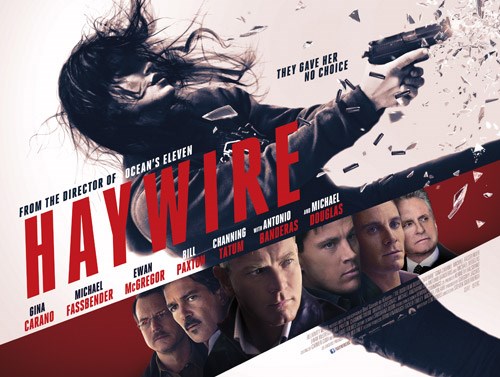 THEY GAVE HER
NO CHOICE
FROM THE DIRECTOR OF OCEAN'S ELEVEN
HAYWIRE
GINA CARANO
MICHAEL FASSBENDER
EWAN McGREGOR
BILL PAXTON
CHANNING TATUM
WITH ANTONIO BANDERAS
AND MICHAEL DOUGLAS